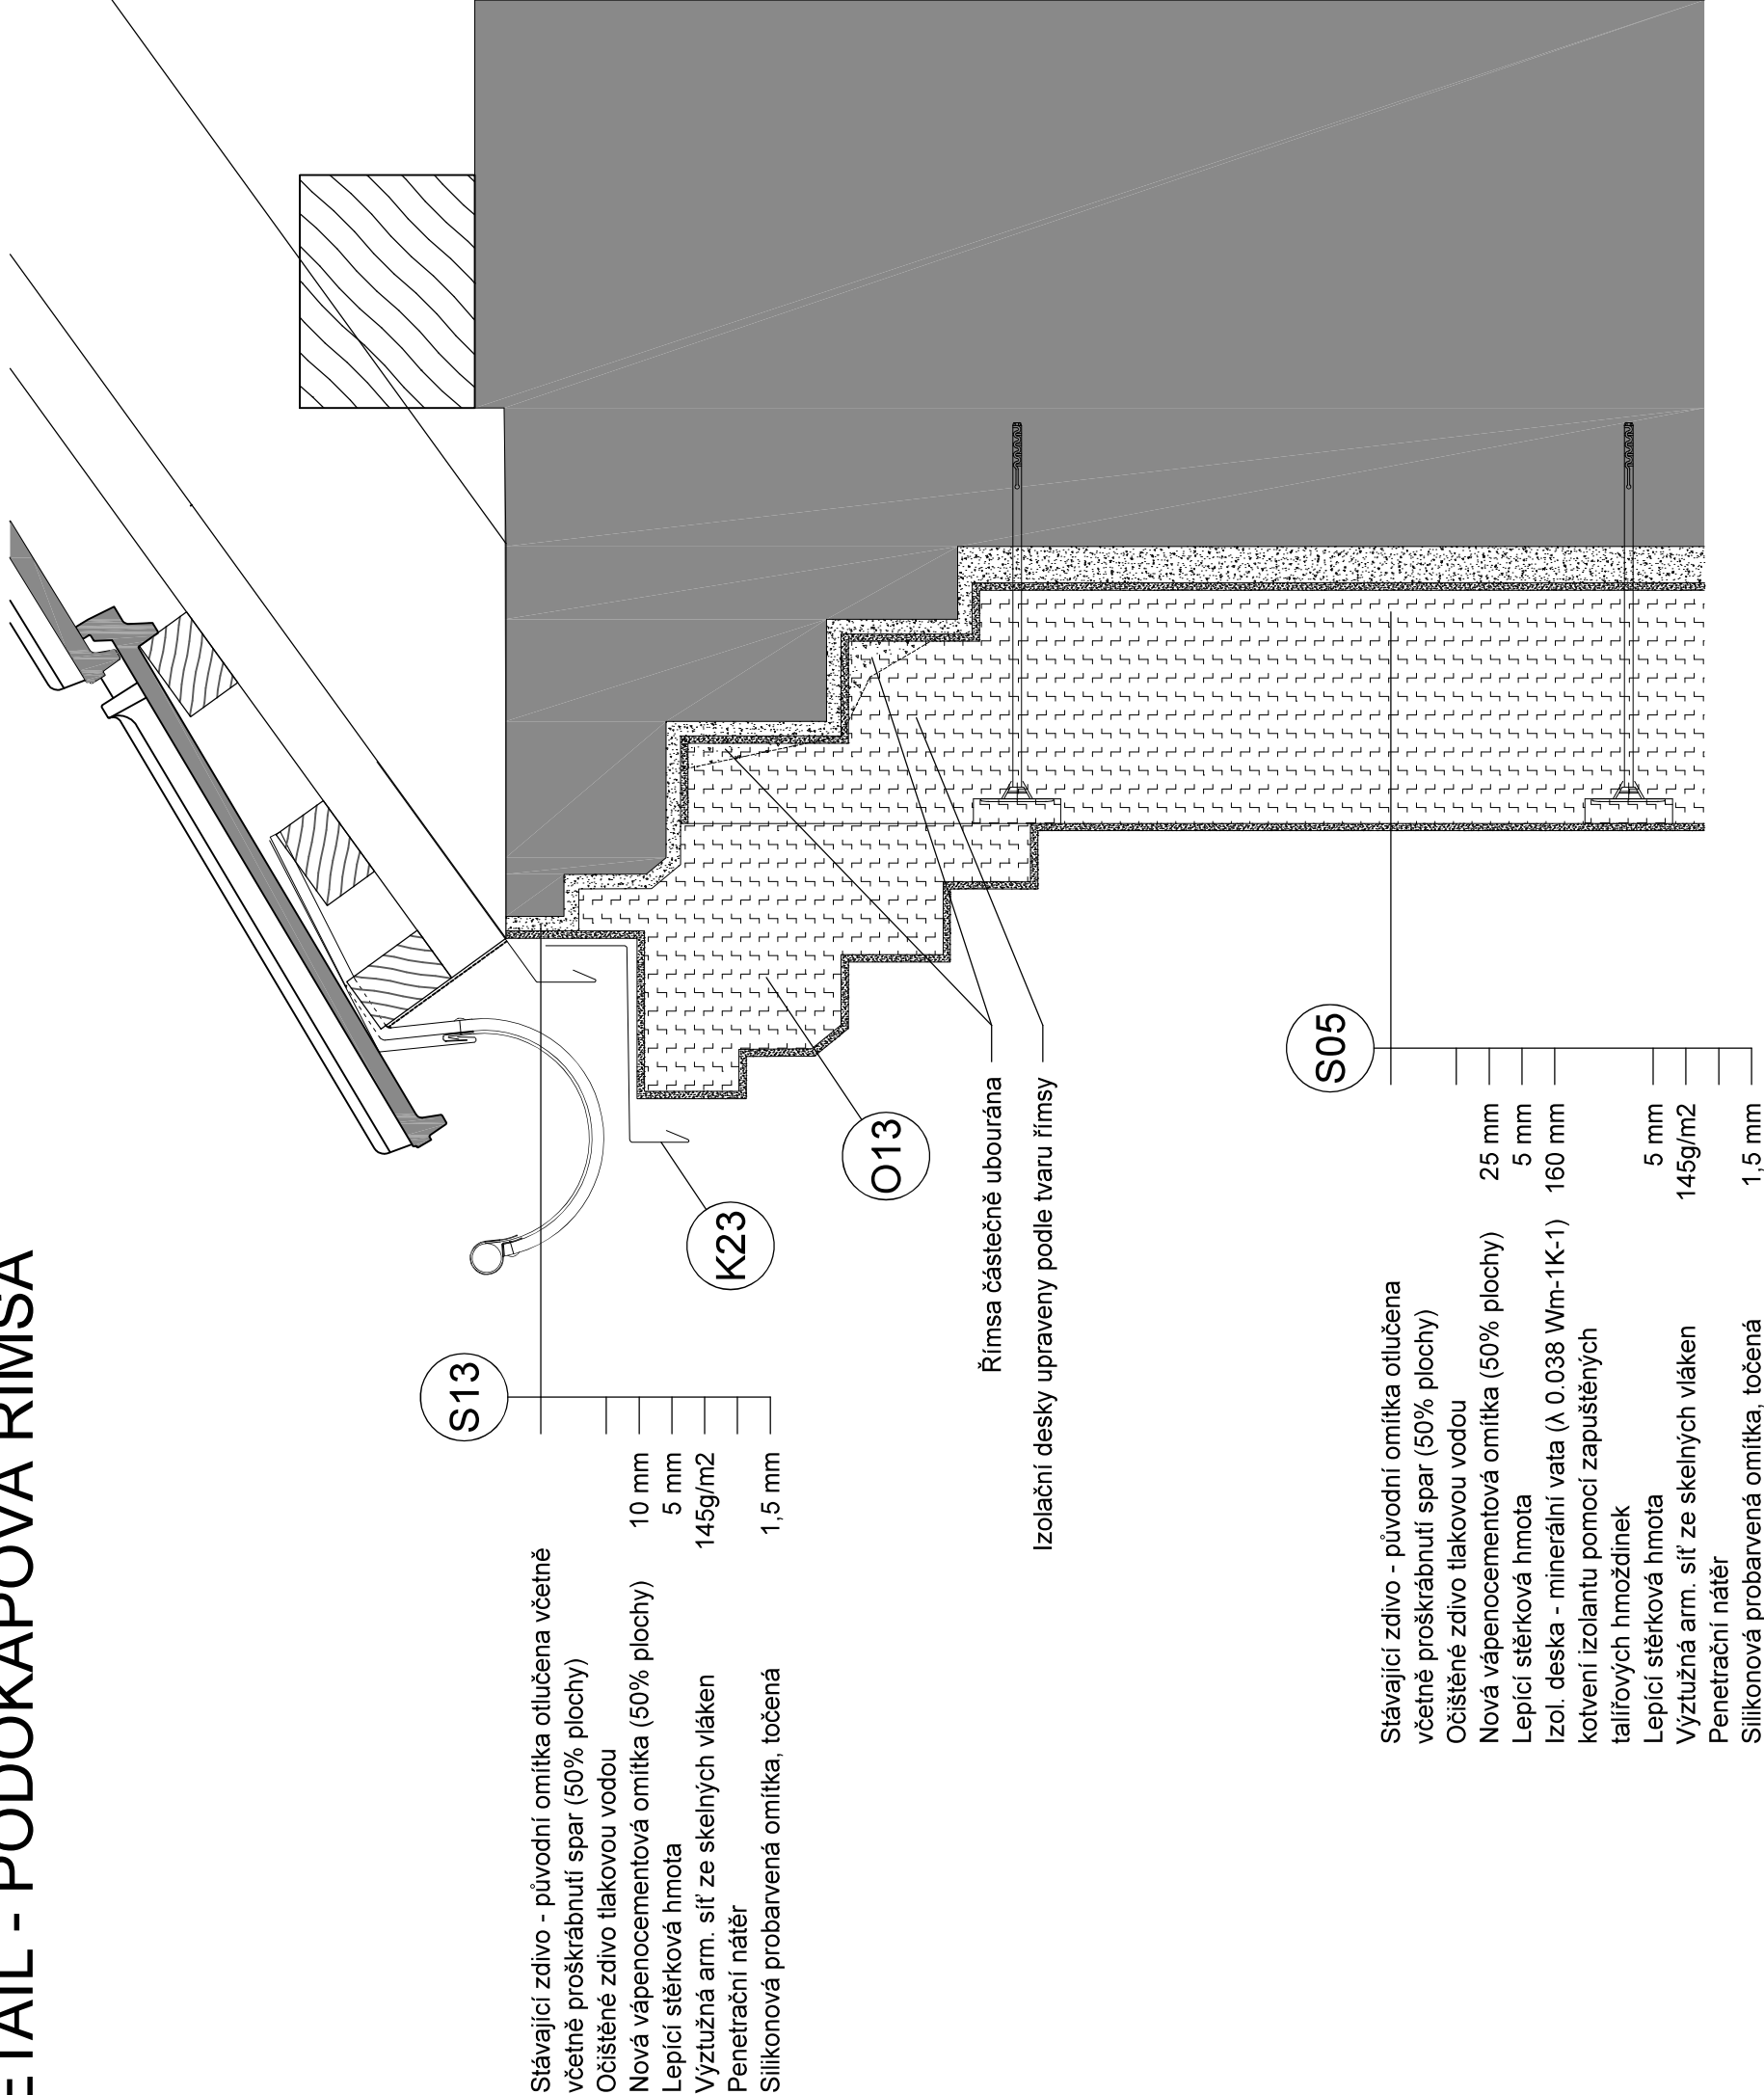 ETAIL - PODOKAPOVÁ ŘÍMSA
S13
Stávající zdivo - původní omítka otlučena včetně
včetně proškrábnutí spar (50% plochy)
Očištěné zdivo tlakovou vodou
Nová vápenocementová omítka (50% plochy) 10 mm
Lepící stěrková hmota 5 mm
Výztužná arm. síť ze skelných vláken 145g/m2
Penetrační nátěr
Silikonová probarvená omítka, točená 1,5 mm
K23
O13
Římsa částečně ubourána
Izolační desky upraveny podle tvaru římsy
S05
Stávající zdivo - původní omítka otlučena
včetně proškrábnutí spar (50% plochy)
Očištěné zdivo tlakovou vodou
Nová vápenocementová omítka (50% plochy) 25 mm
Lepící stěrková hmota 5 mm
Izol. deska - minerální vata (λ 0.038 Wm-1K-1) 160 mm
kotvení izolantu pomocí zapuštěných
talířových hmoždinek
Lepící stěrková hmota 5 mm
Výztužná arm. síť ze skelných vláken 145g/m2
Penetrační nátěr
Silikonová probarvená omítka, točená 1,5 mm